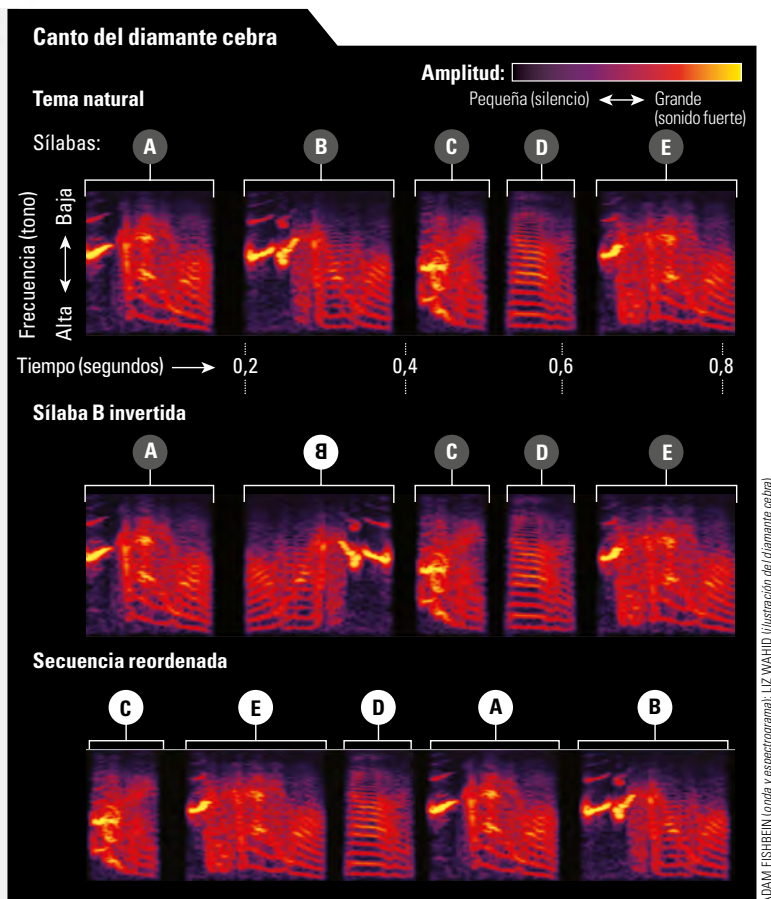 Canto del diamante cebra
Amplitud:
Pequeña (silencio) ⟷ Grande
(sonido fuerte)
Tema natural
Sílabas:
A B C D E
Frecuencia (tono)
Alta ⟷ Baja
Tiempo (segundos) ⟶ 0,2 0,4 0,6 0,8
Sílaba B invertida
A B C D E
Secuencia reordenada
C E D A B
ADAM FISHBEIN (onda y espectrograma); LIZ WAHID (ilustración del diamante cebra)